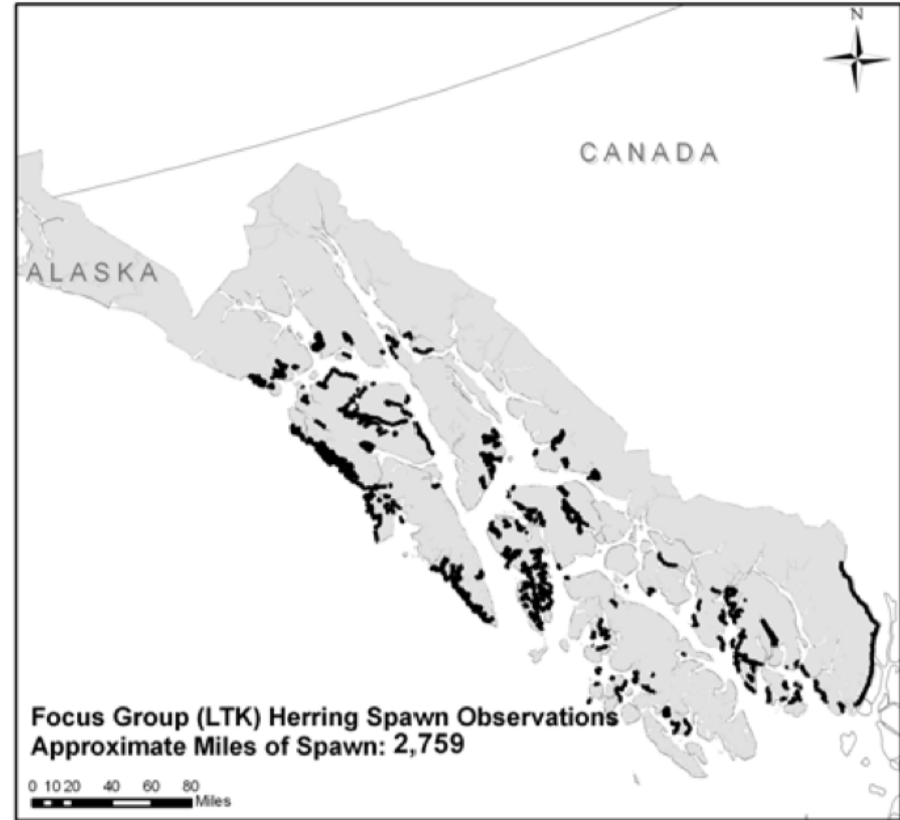 N
CANADA
ALASKA
Focus Group (LTK) Herring Spawn Observations
Approximate Miles of Spawn: 2,759
0 10 20 40 60 80
Miles